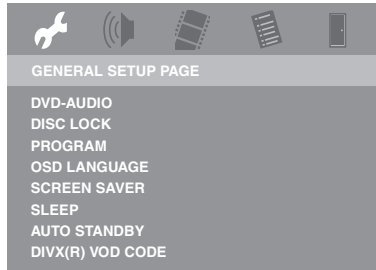 GENERAL SETUP PAGE
DVD-AUDIO
DISC LOCK
PROGRAM
OSD LANGUAGE
SCREEN SAVER
SLEEP
AUTO STANDBY
DIVX(R) VOD CODE